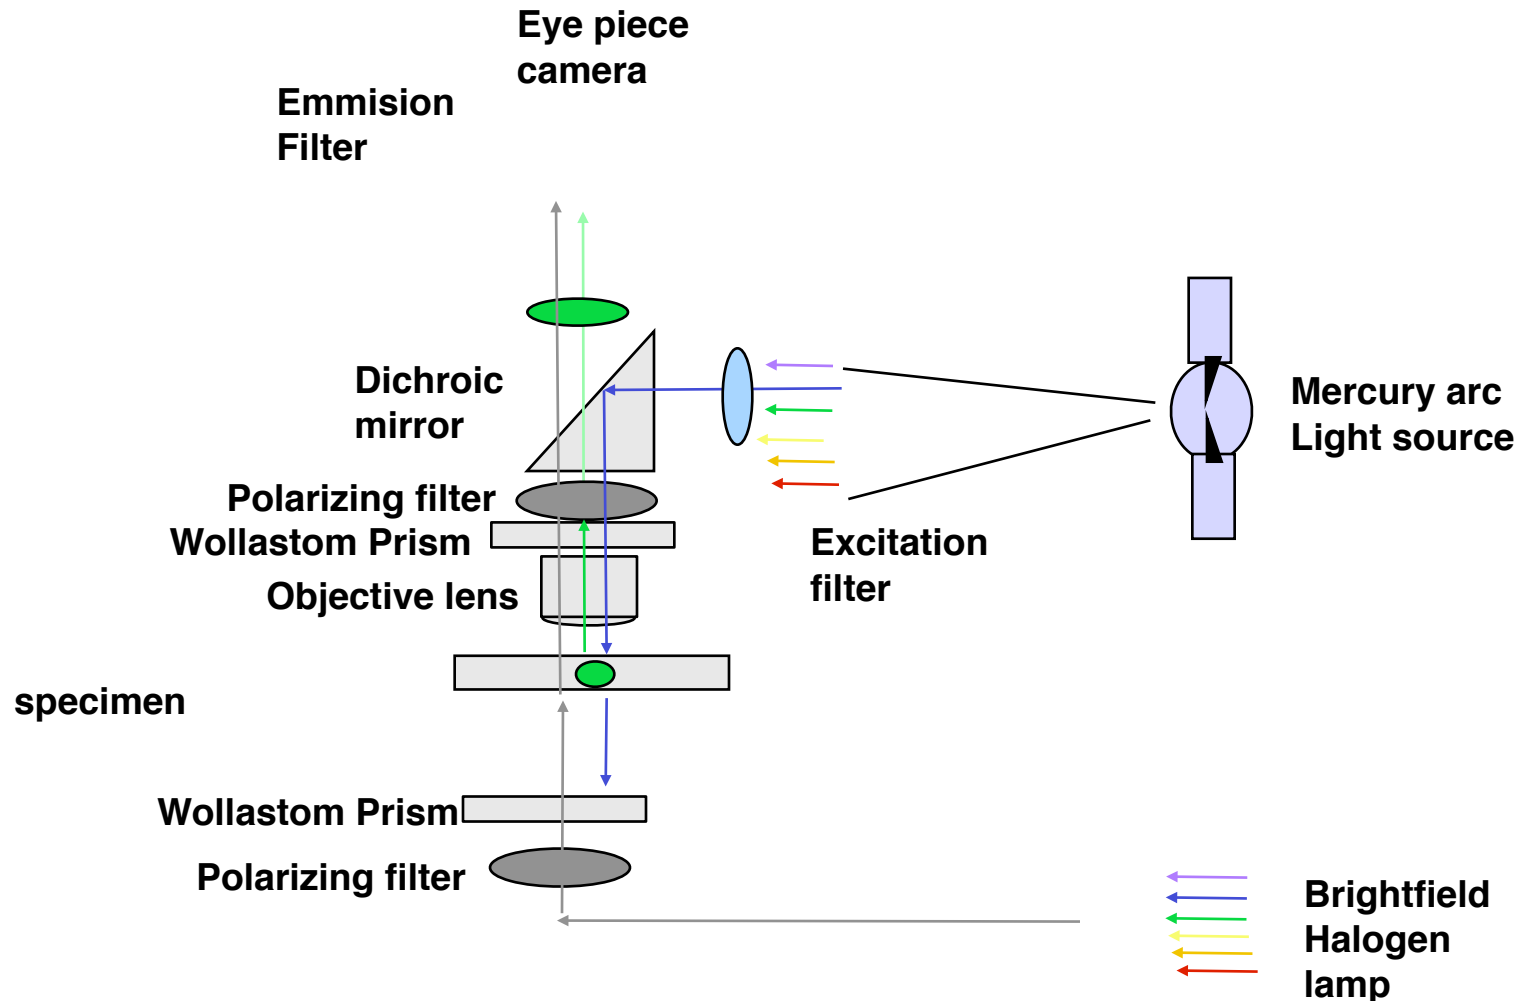 Eye piece
camera
Emmision
Filter
Dichroic
mirror
Mercury arc
Light source
Polarizing filter
Wollastom Prism
Excitation
filter
Objective lens
specimen
Wollastom Prism
Polarizing filter
Brightfield
Halogen
lamp